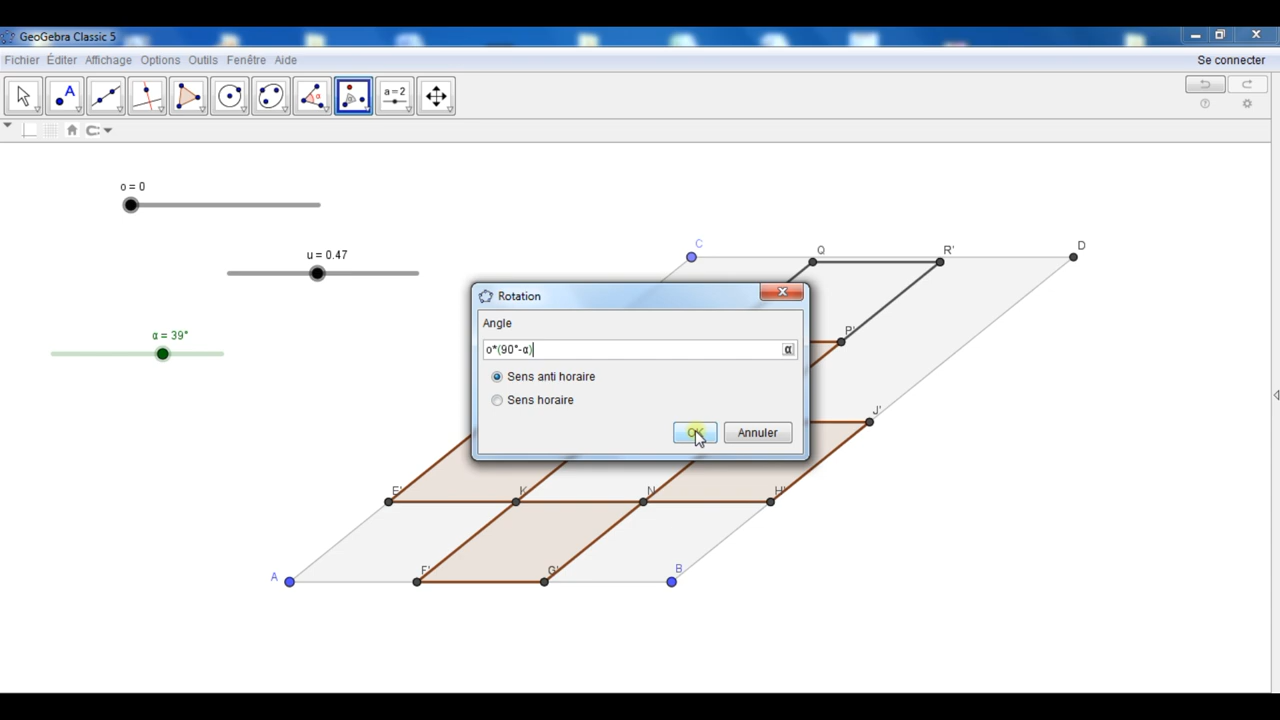 GeoGebra Classic 5
Fichier Éditer Affichage Options Outils Fenêtre Aide
Se connecter
a = 2
o = 0
u = 0.47
α = 39°
C
Q
R'
D
Rotation
Angle
o*(90°-α)
α
Sens anti horaire
Sens horaire
OK
Annuler
P'
J'
E'
K
N
H'
A
F'
G'
B